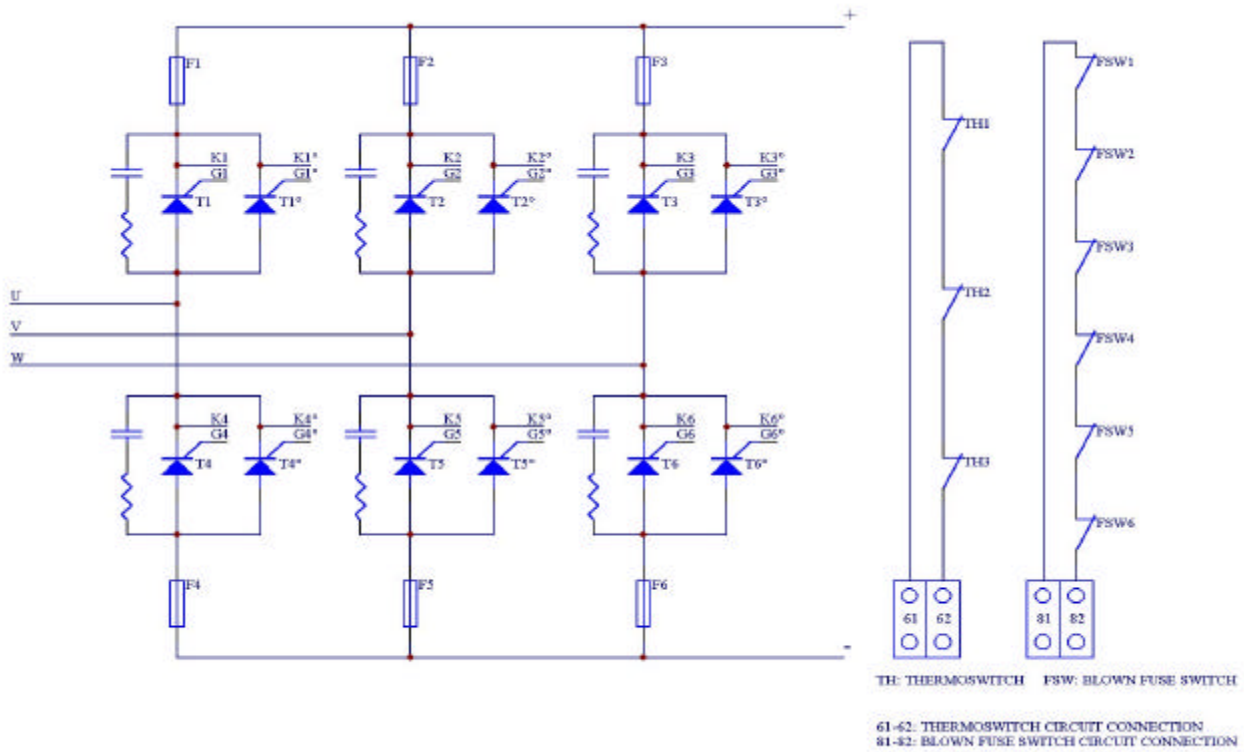 +
F1 F2 F3
TH1
FSW1
FSW2
K1 K1* K2 K2* K3 K3*
G1 G1* G2 G2* G3 G3*
T1 T1* T2 T2* T3 T3*
FSW3
U
TH2
V
FSW4
W
K4 K4* K5 K5* K6 K6*
G4 G4* G5 G5* G6 G6*
T4 T4* T5 T5* T6 T6*
FSW5
TH3
FSW6
F4 F5 F6
61 62 81 82
-
TH: THERMOSWITCH FSW: BLOWN FUSE SWITCH
61-62: THERMOSWITCH CIRCUIT CONNECTION
81-82: BLOWN FUSE SWITCH CIRCUIT CONNECTION